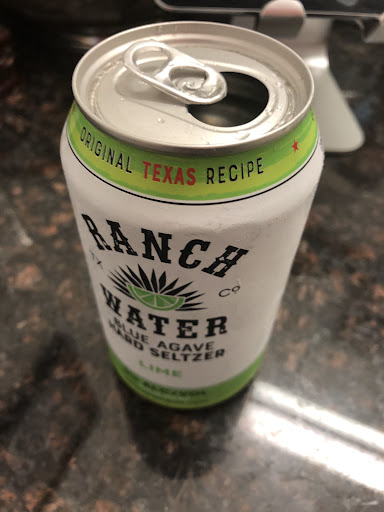 ORIGINAL TEXAS RECIPE
RANCH
TX CO
WATER
BLUE AGAVE
HARD SELTZER
LIME